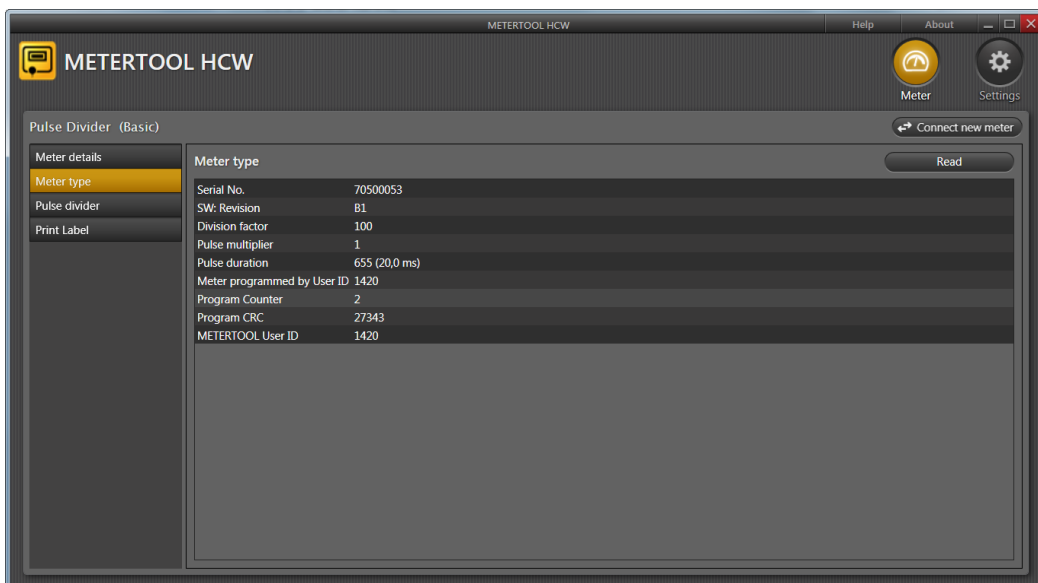 METERTOOL HCW
Help
About
METERTOOL HCW
Meter
Settings
Pulse Divider (Basic)
Connect new meter
Meter details
Meter type
Pulse divider
Print Label
Meter type
Read
Serial No. 70500053
SW: Revision B1
Division factor 100
Pulse multiplier 1
Pulse duration 655 (20,0 ms)
Meter programmed by User ID 1420
Program Counter 2
Program CRC 27343
METERTOOL User ID 1420